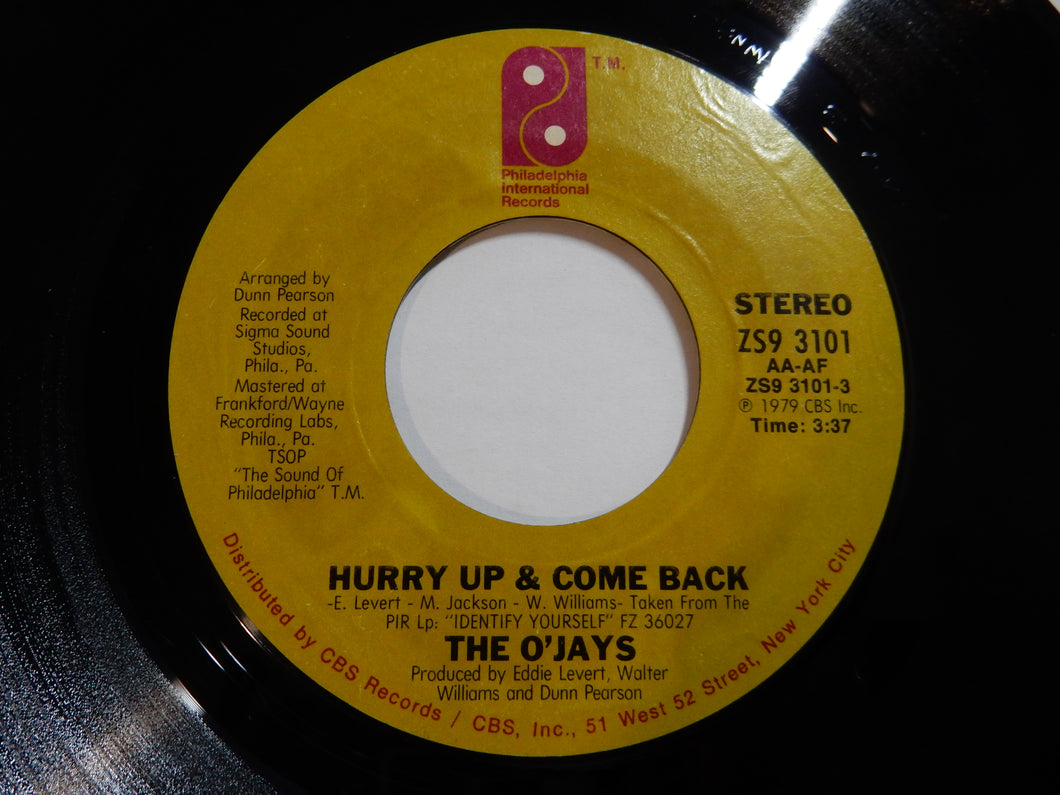 T.M.
Philadelphia
International
Records
Arranged by
Dunn Pearson
Recorded at
Sigma Sound
Studios,
Phila., Pa.
Mastered at
Frankford/Wayne
Recording Labs,
Phila., Pa.
TSOP
"The Sound Of
Philadelphia" T.M.
STEREO
ZS9 3101
AA-AF
ZS9 3101-3
℗ 1979 CBS Inc.
Time: 3:37
HURRY UP & COME BACK
-E. Levert - M. Jackson - W. Williams- Taken From The
PIR Lp: "IDENTIFY YOURSELF" FZ 36027
THE O'JAYS
Produced by Eddie Levert, Walter
Williams and Dunn Pearson
Distributed by CBS Records / CBS, Inc., 51 West 52 Street, New York City